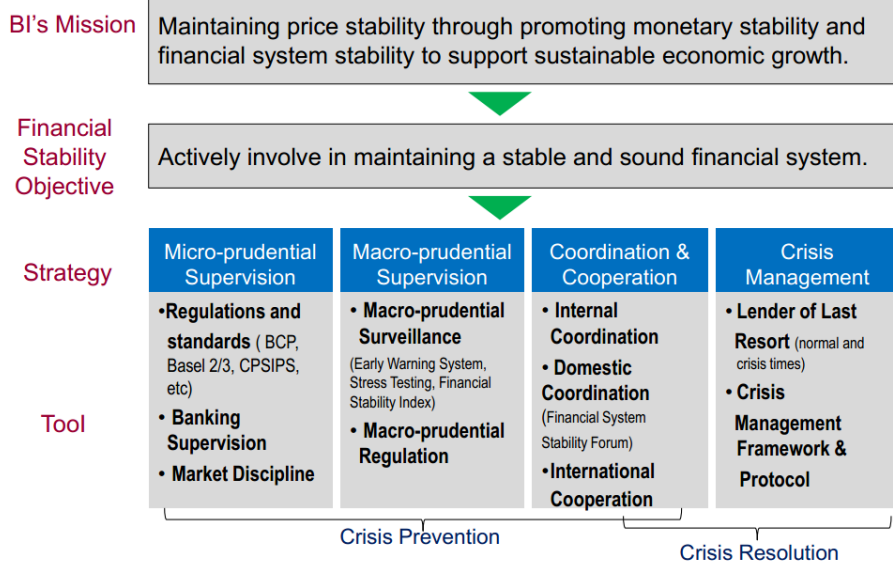 BI's Mission
Maintaining price stability through promoting monetary stability and
financial system stability to support sustainable economic growth.
Financial
Stability
Objective
Actively involve in maintaining a stable and sound financial system.
Strategy
Micro-prudential
Supervision
Macro-prudential
Supervision
Coordination &
Cooperation
Crisis
Management
Tool
•Regulations and
standards ( BCP,
Basel 2/3, CPSIPS,
etc)
• Banking
Supervision
• Market Discipline
• Macro-prudential
Surveillance
(Early Warning System,
Stress Testing, Financial
Stability Index)
• Macro-prudential
Regulation
• Internal
Coordination
• Domestic
Coordination
(Financial System
Stability Forum)
• International
Cooperation
• Lender of Last
Resort (normal and
crisis times)
• Crisis
Management
Framework &
Protocol
Crisis Prevention
Crisis Resolution